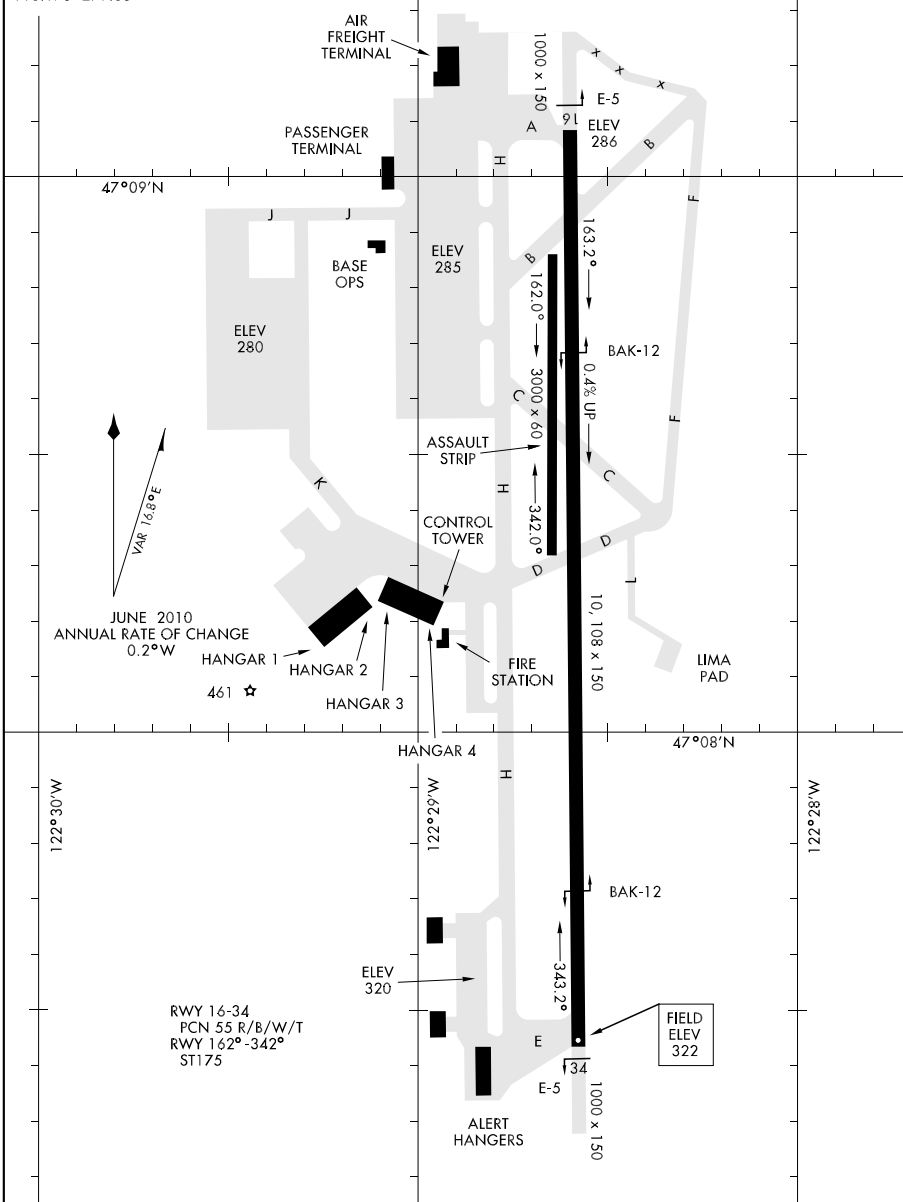 AIR
FREIGHT
TERMINAL
1000 x 150
x
x
x
E-5
16
ELEV
286
A
PASSENGER
TERMINAL
H
B
47°09'N
F
J
J
BASE
OPS
ELEV
285
B
163.2°
162.0°
ELEV
280
BAK-12
0.4% UP
3000 x 60
C
F
ASSAULT
STRIP
VAR 16.8°E
K
H
C
342.0°
CONTROL
TOWER
D
D
L
JUNE 2010
ANNUAL RATE OF CHANGE
0.2°W
10, 108 x 150
HANGAR 1
HANGAR 2
FIRE
STATION
LIMA
PAD
461
HANGAR 3
HANGAR 4
47°08'N
H
122°30'W
122°29'W
122°28'W
BAK-12
ELEV
320
343.2°
RWY 16-34
PCN 55 R/B/W/T
RWY 162°-342°
ST175
FIELD
ELEV
322
E
34
E-5
1000 x 150
ALERT
HANGERS